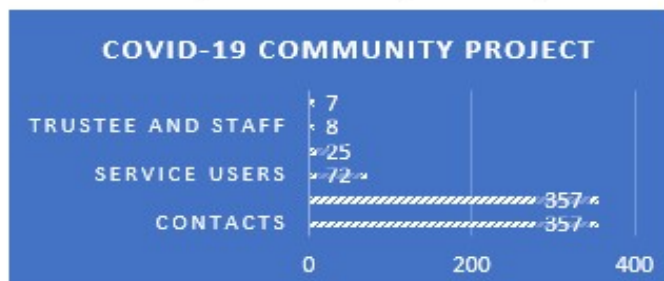 COVID-19 COMMUNITY PROJECT
7
TRUSTEE AND STAFF 8
25
SERVICE USERS 72
357
CONTACTS 357
0 200 400